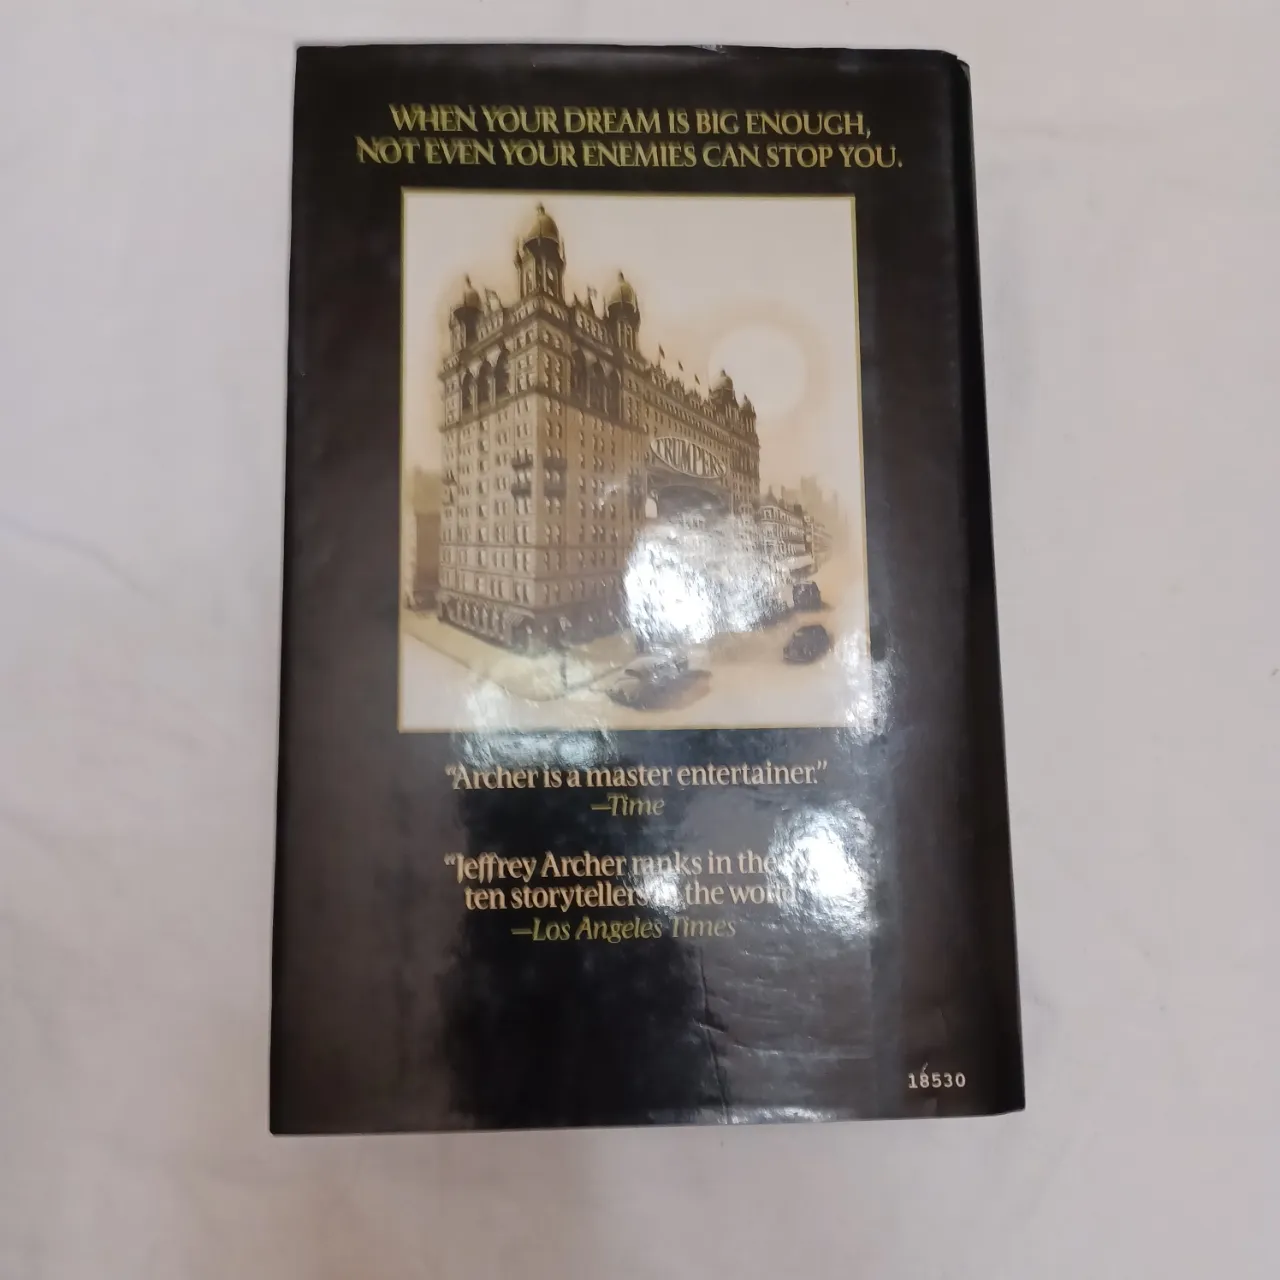 WHEN YOUR DREAM IS BIG ENOUGH,
NOT EVEN YOUR ENEMIES CAN STOP YOU.
TRUMPER'S
"Archer is a master entertainer."
—Time
"Jeffrey Archer ranks in the
ten storytellers the world
—Los Angeles Times
18530